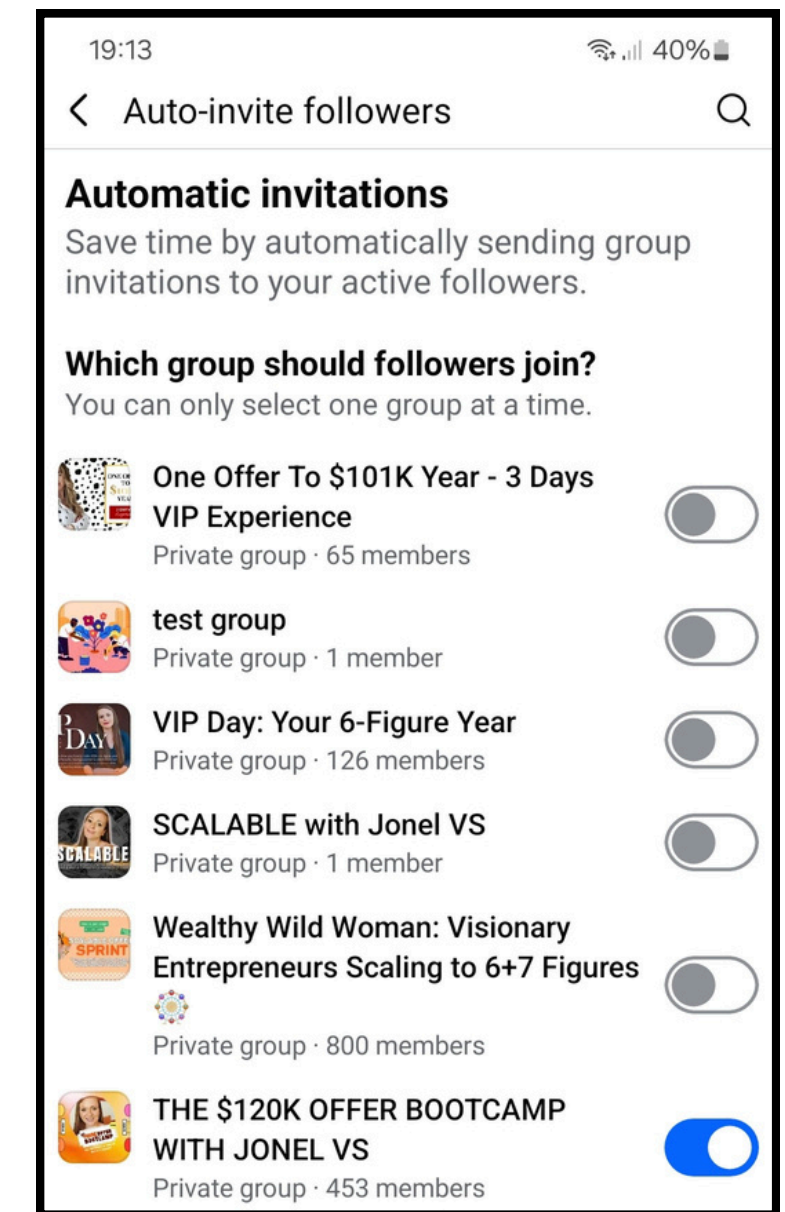 19:13
40%
Auto-invite followers
Automatic invitations
Save time by automatically sending group
invitations to your active followers.
Which group should followers join?
You can only select one group at a time.
One Offer To $101K Year - 3 Days
VIP Experience
Private group · 65 members
test group
Private group · 1 member
DAY
VIP Day: Your 6-Figure Year
Private group · 126 members
SCALABLE
SCALABLE with Jonel VS
Private group · 1 member
SPRINT
Wealthy Wild Woman: Visionary
Entrepreneurs Scaling to 6+7 Figures
Private group · 800 members
BOOTCAMP
THE $120K OFFER BOOTCAMP
WITH JONEL VS
Private group · 453 members